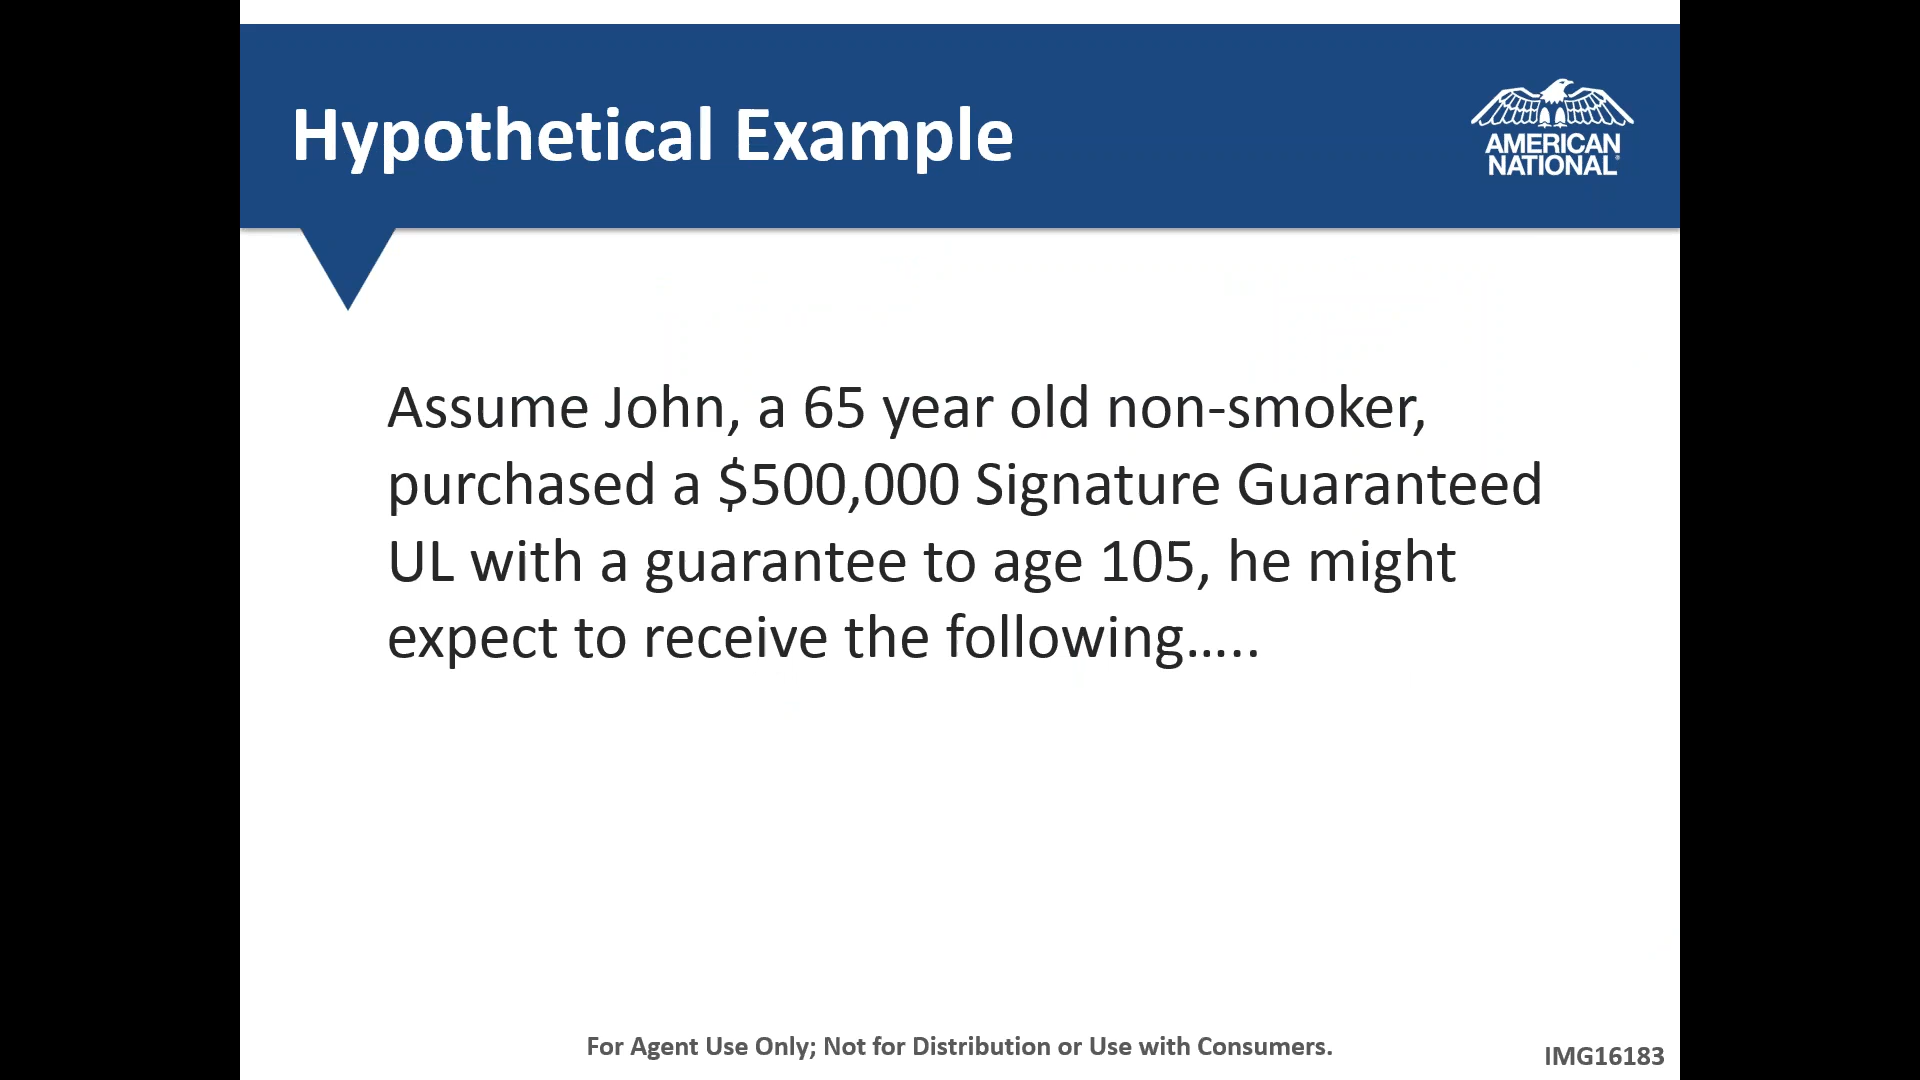 Hypothetical Example
AMERICAN
NATIONAL®
Assume John, a 65 year old non-smoker,
purchased a $500,000 Signature Guaranteed
UL with a guarantee to age 105, he might
expect to receive the following…..
For Agent Use Only; Not for Distribution or Use with Consumers.
IMG16183